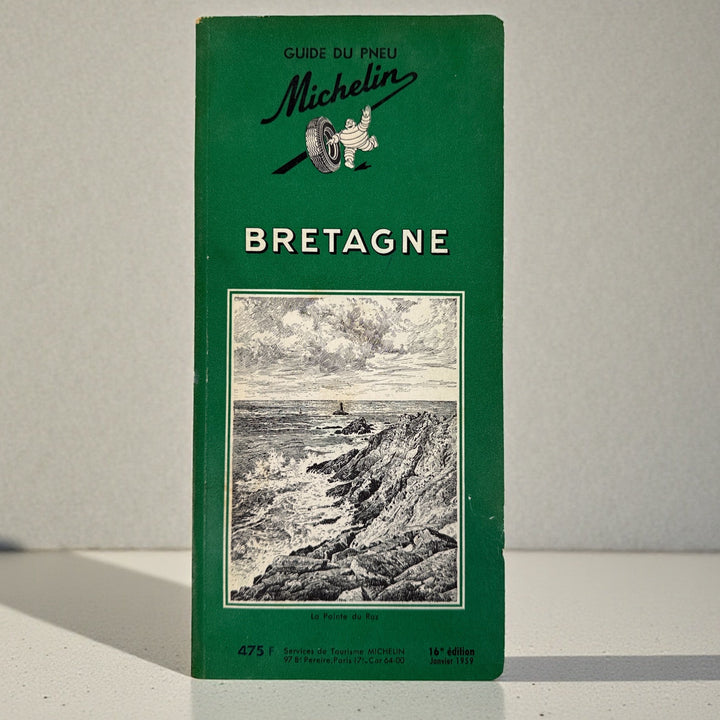 GUIDE DU PNEU
Michelin
BRETAGNE
La Pointe du Raz
475 F Services de Tourisme MICHELIN 16e édition
97 Bd Pereire, Paris 17e. Car 64-00 Janvier 1959